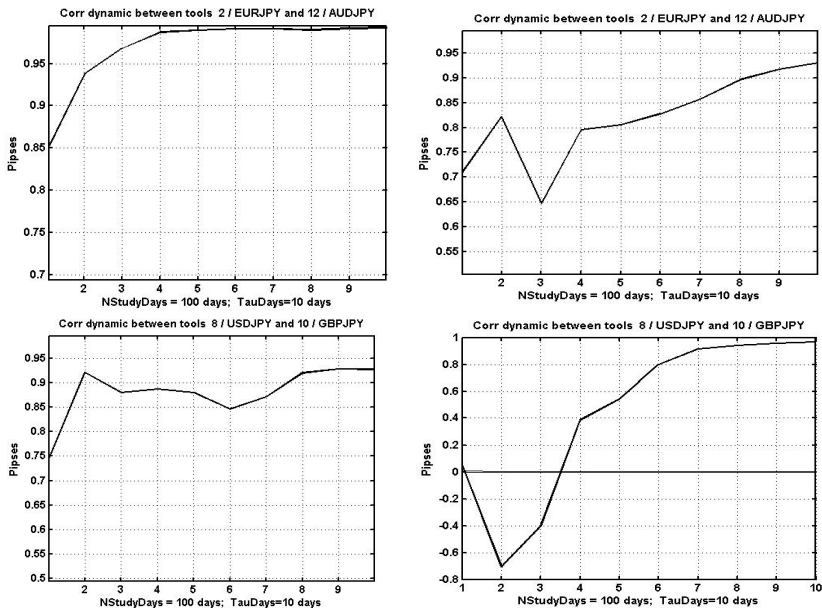 Corr dynamic between tools 2 / EURJPY and 12 / AUDJPY
0.95
0.9
0.85
0.8
0.75
0.7
Pipses
2 3 4 5 6 7 8 9
NStudyDays = 100 days; TauDays=10 days
Corr dynamic between tools 2 / EURJPY and 12 / AUDJPY
0.95
0.9
0.85
0.8
0.75
0.7
0.65
0.6
0.55
Pipses
2 3 4 5 6 7 8 9
NStudyDays = 100 days; TauDays=10 days
Corr dynamic between tools 8 / USDJPY and 10 / GBPJPY
0.95
0.9
0.85
0.8
0.75
0.7
0.65
0.6
0.55
0.5
Pipses
2 3 4 5 6 7 8 9
NStudyDays = 100 days; TauDays=10 days
Corr dynamic between tools 8 / USDJPY and 10 / GBPJPY
1
0.8
0.6
0.4
0.2
0
-0.2
-0.4
-0.6
-0.8
Pipses
1 2 3 4 5 6 7 8 9 10
NStudyDays = 100 days; TauDays=10 days